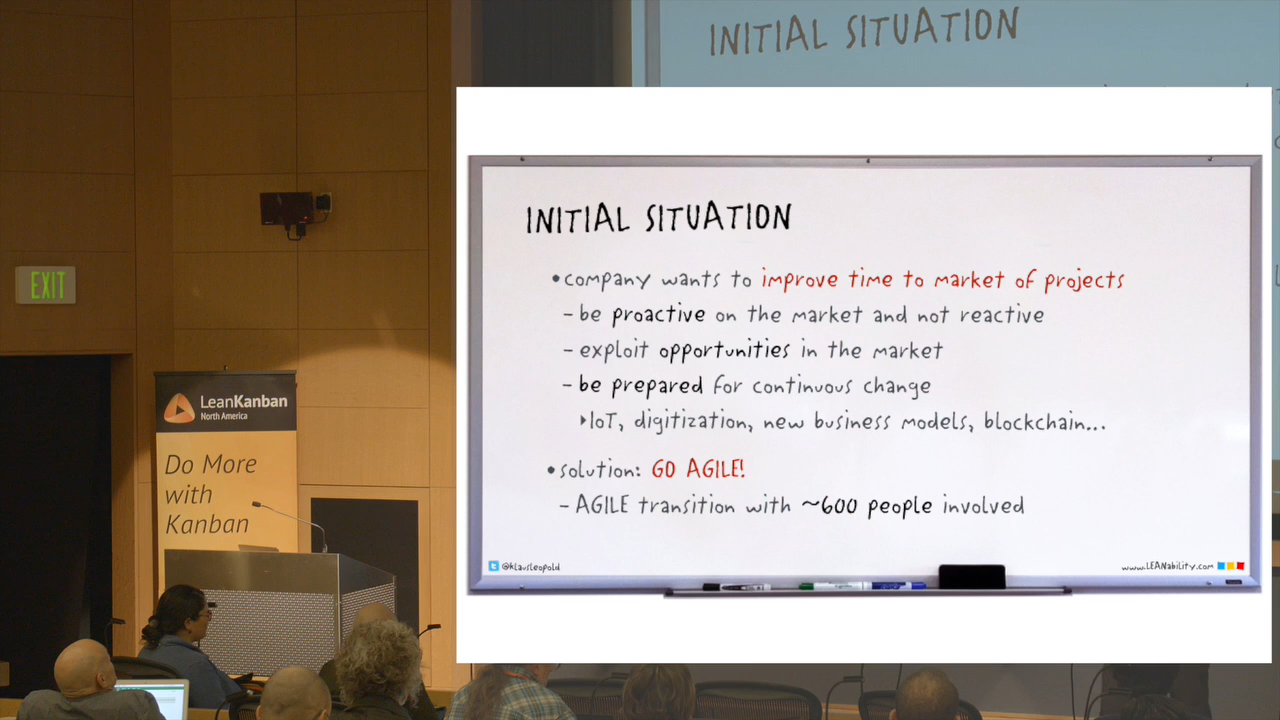 INITIAL SITUATION
EXIT
LeanKanban
North America
Do More
with
Kanban
INITIAL SITUATION
•company wants to improve time to market of projects
– be proactive on the market and not reactive
– exploit opportunities in the market
– be prepared for continuous change
IoT, digitization, new business models, blockchain...
• solution: GO AGILE!
– AGILE transition with ~600 people involved
@klausleopold
www.LEANability.com